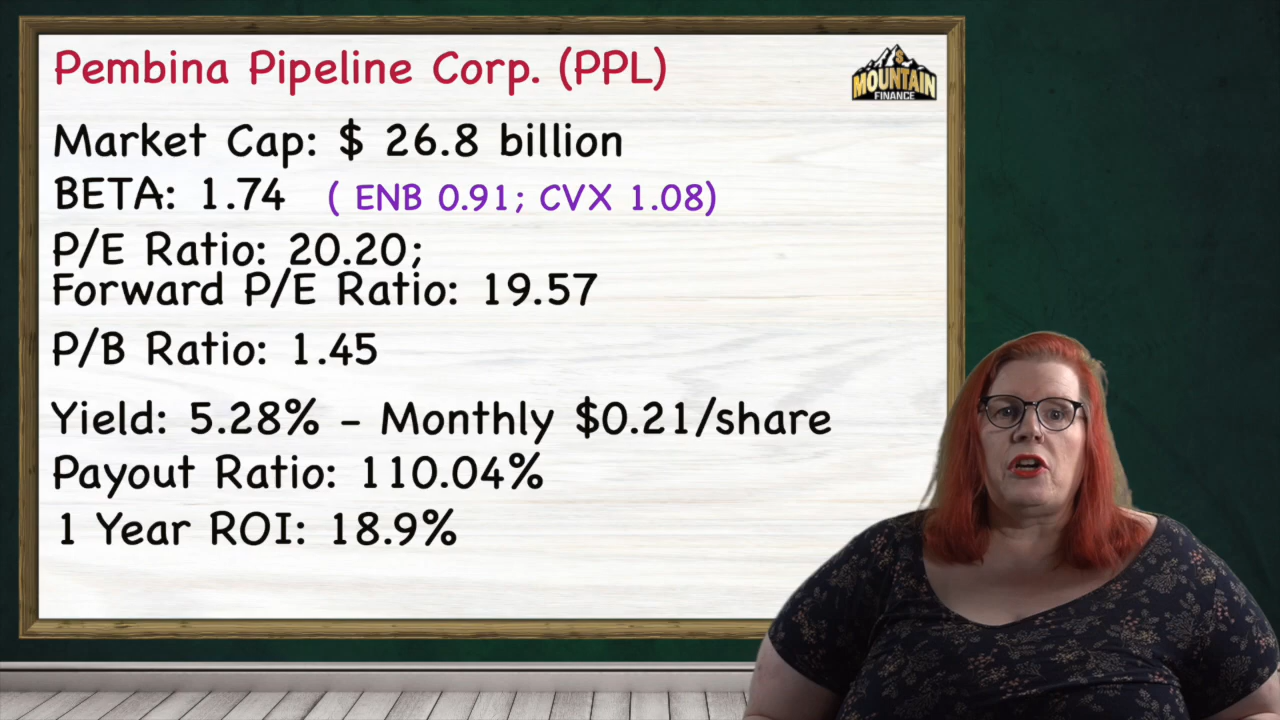 Pembina Pipeline Corp. (PPL)
MOUNTAIN
FINANCE
Market Cap: $ 26.8 billion
BETA: 1.74 ( ENB 0.91; CVX 1.08)
P/E Ratio: 20.20;
Forward P/E Ratio: 19.57
P/B Ratio: 1.45
Yield: 5.28% – Monthly $0.21/share
Payout Ratio: 110.04%
1 Year ROI: 18.9%